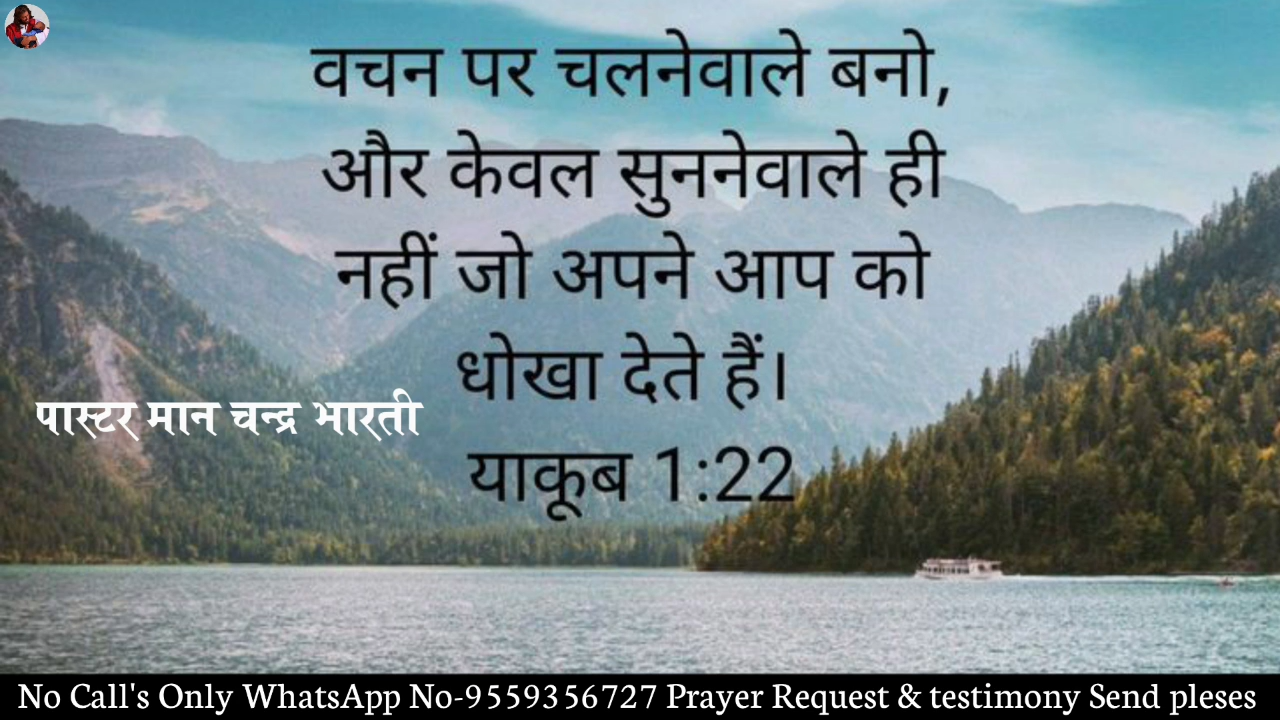 वचन पर चलनेवाले बनो,
और केवल सुननेवाले ही
नहीं जो अपने आप को
धोखा देते हैं।
पास्टर मान चन्द्र भारती
याकूब 1:22
No Call's Only WhatsApp No-9559356727 Prayer Request & testimony Send pleses